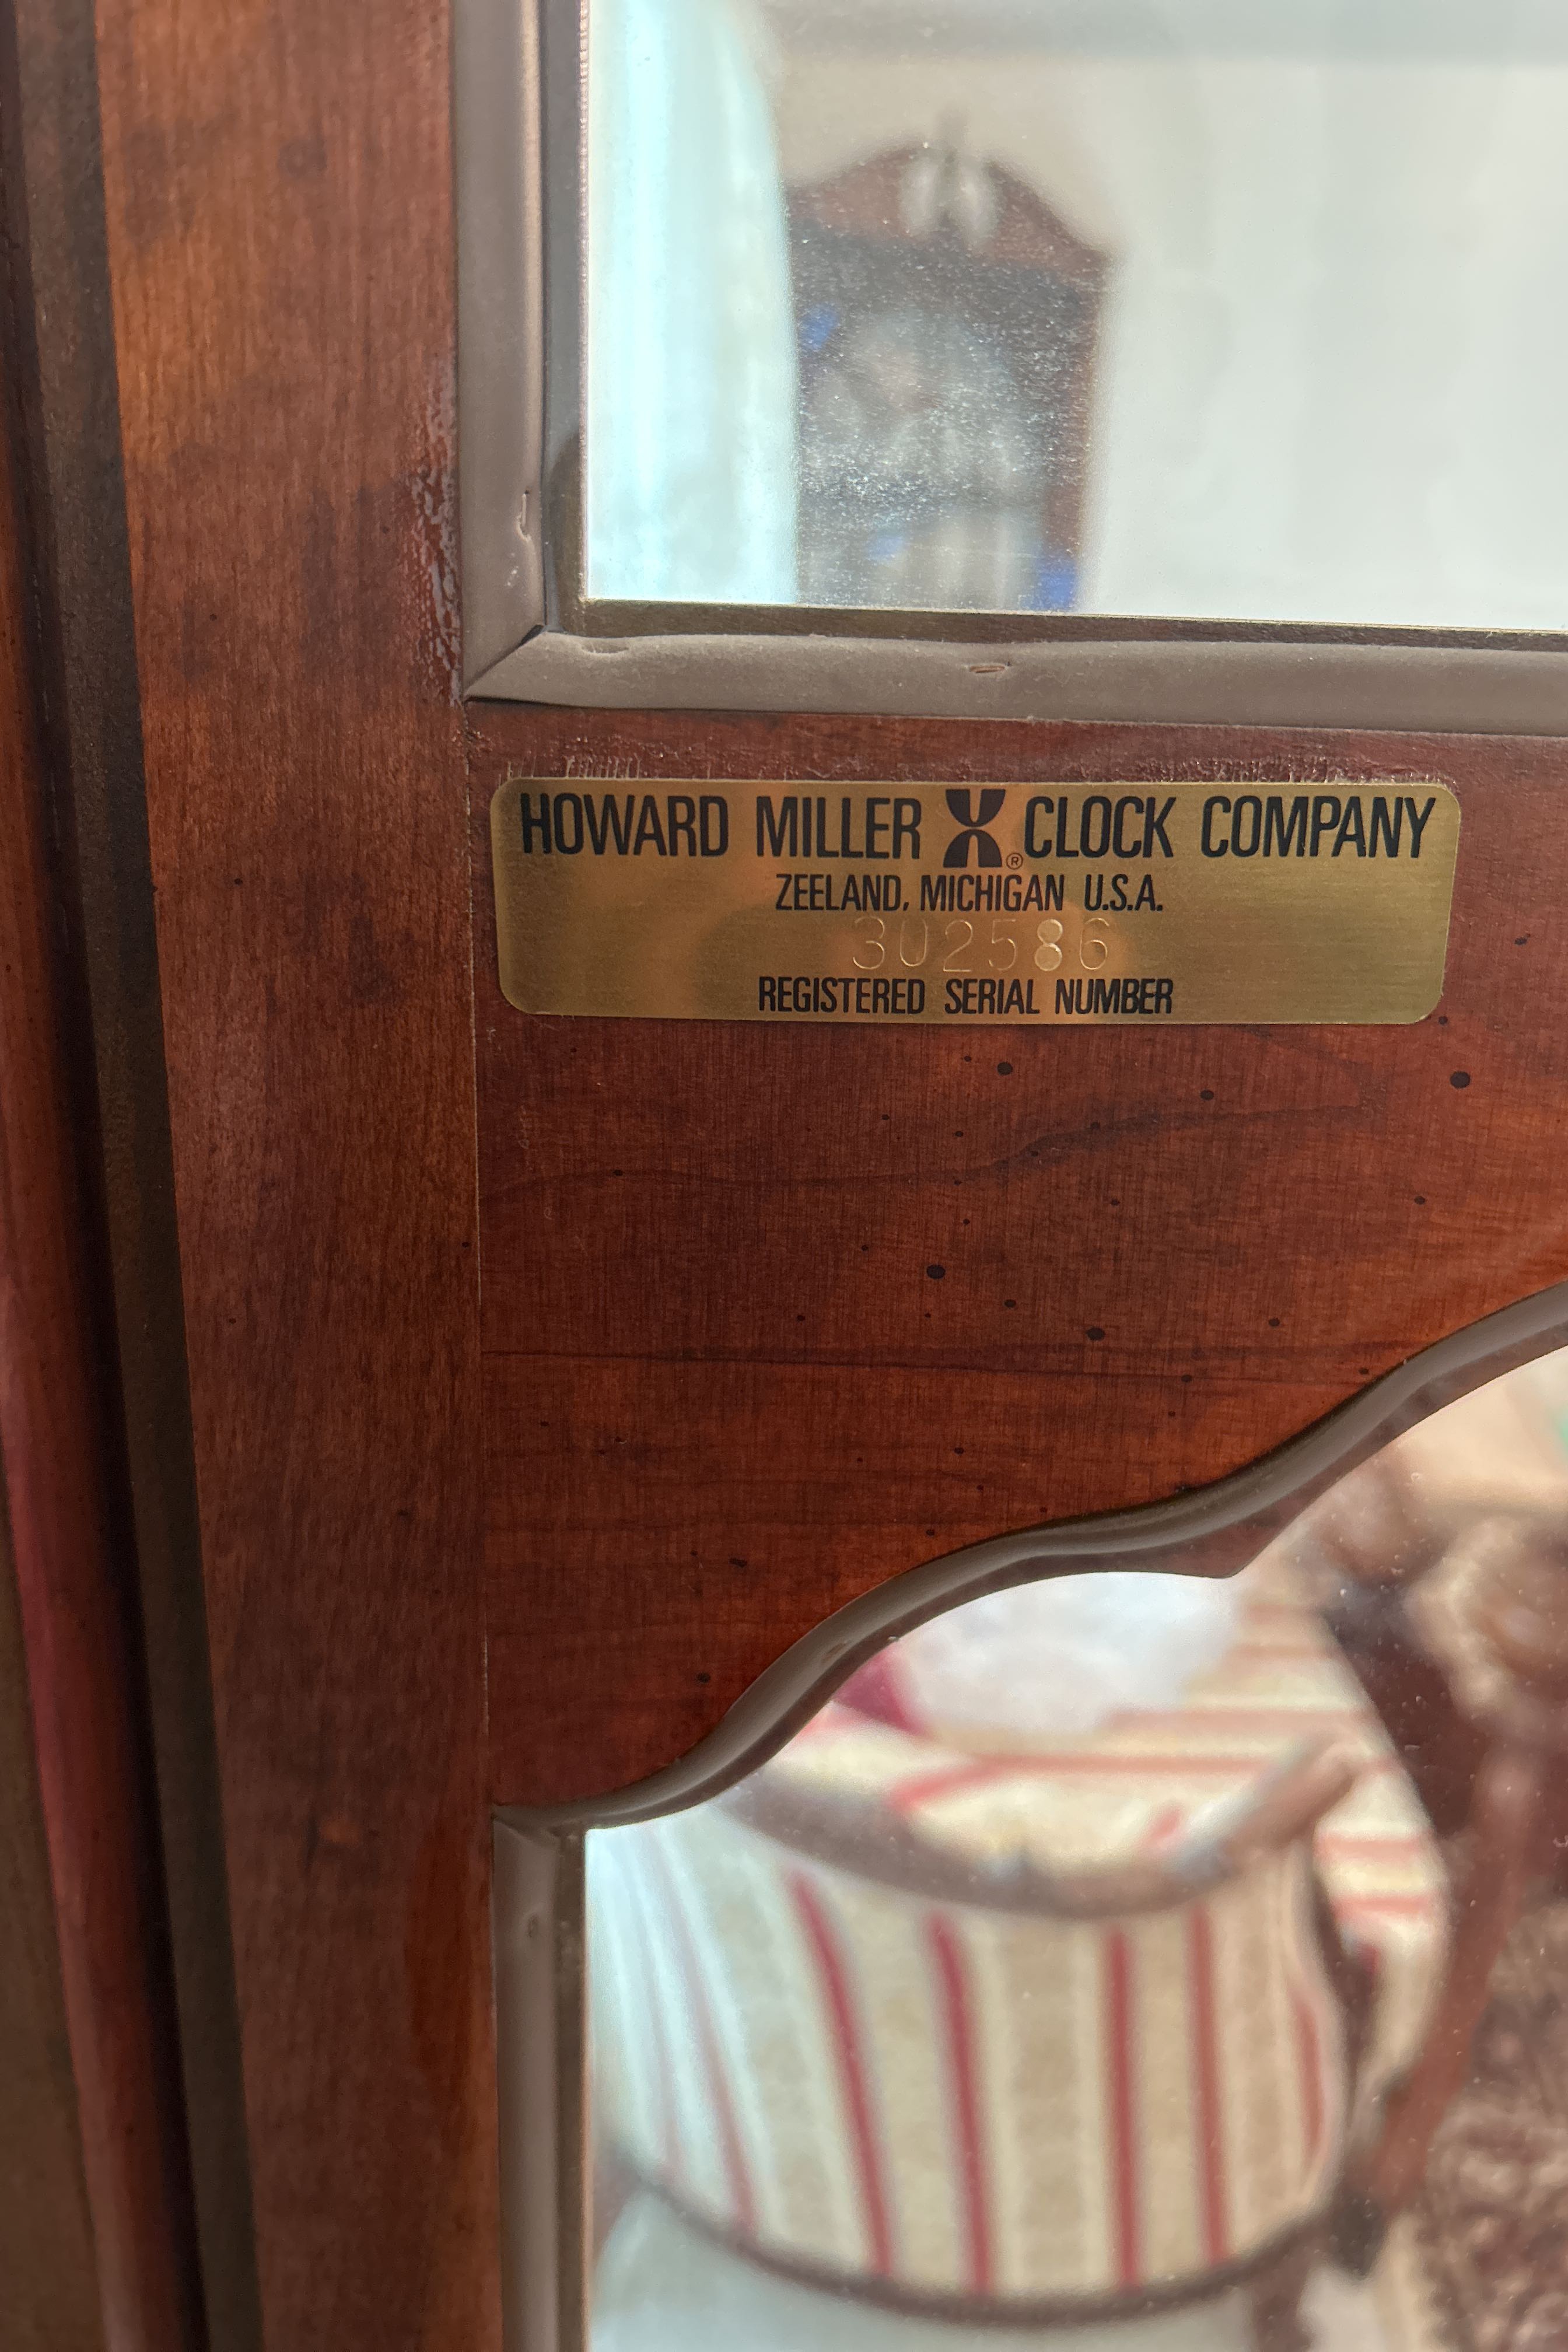 HOWARD MILLER ® CLOCK COMPANY
ZEELAND, MICHIGAN U.S.A.
302586
REGISTERED SERIAL NUMBER